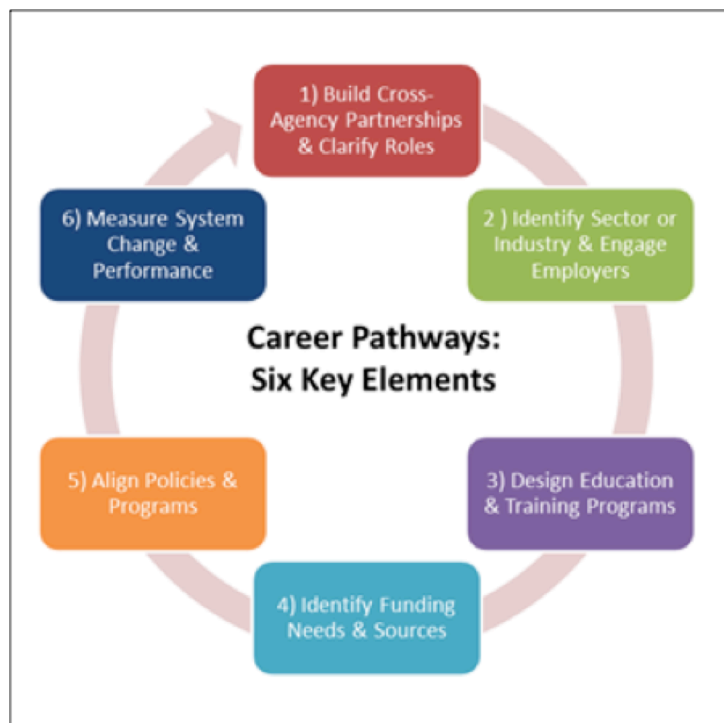 1) Build Cross-
Agency Partnerships
& Clarify Roles
2 ) Identify Sector or
Industry & Engage
Employers
3) Design Education
& Training Programs
4) Identify Funding
Needs & Sources
5) Align Policies &
Programs
6) Measure System
Change &
Performance
Career Pathways:
Six Key Elements